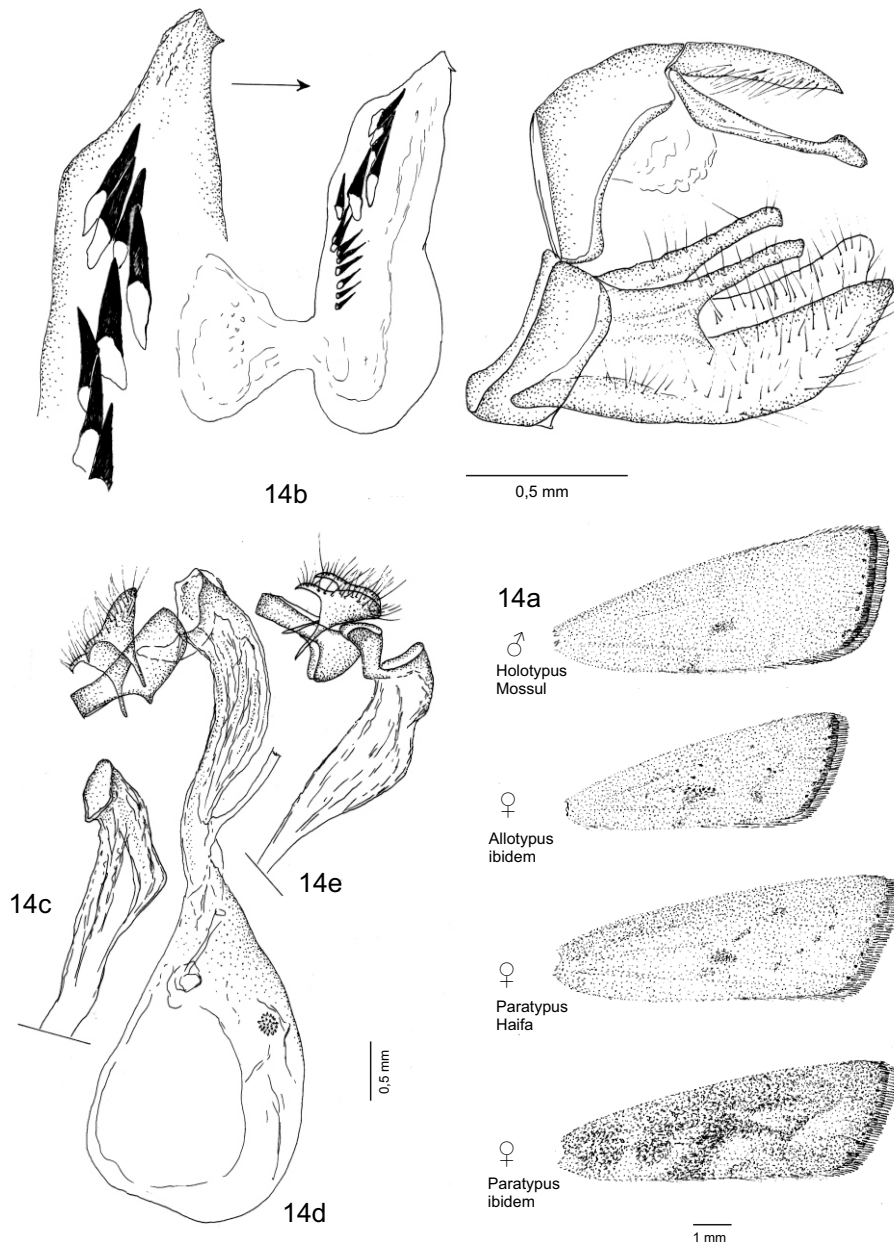 14b
0,5 mm
14a
♂
Holotypus
Mossul
♀
Allotypus
ibidem
14e
14c
♀
Paratypus
Haifa
0,5 mm
♀
Paratypus
ibidem
14d
1 mm